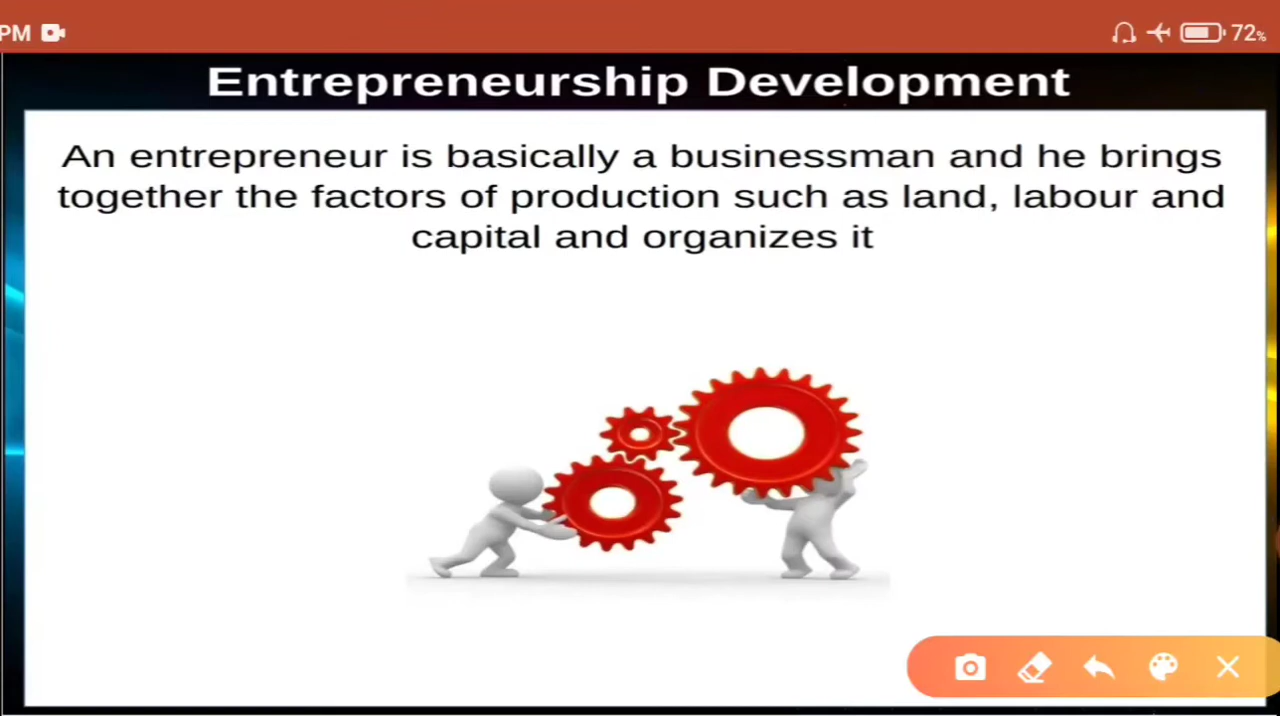 PM
72%
Entrepreneurship Development
An entrepreneur is basically a businessman and he brings
together the factors of production such as land, labour and
capital and organizes it